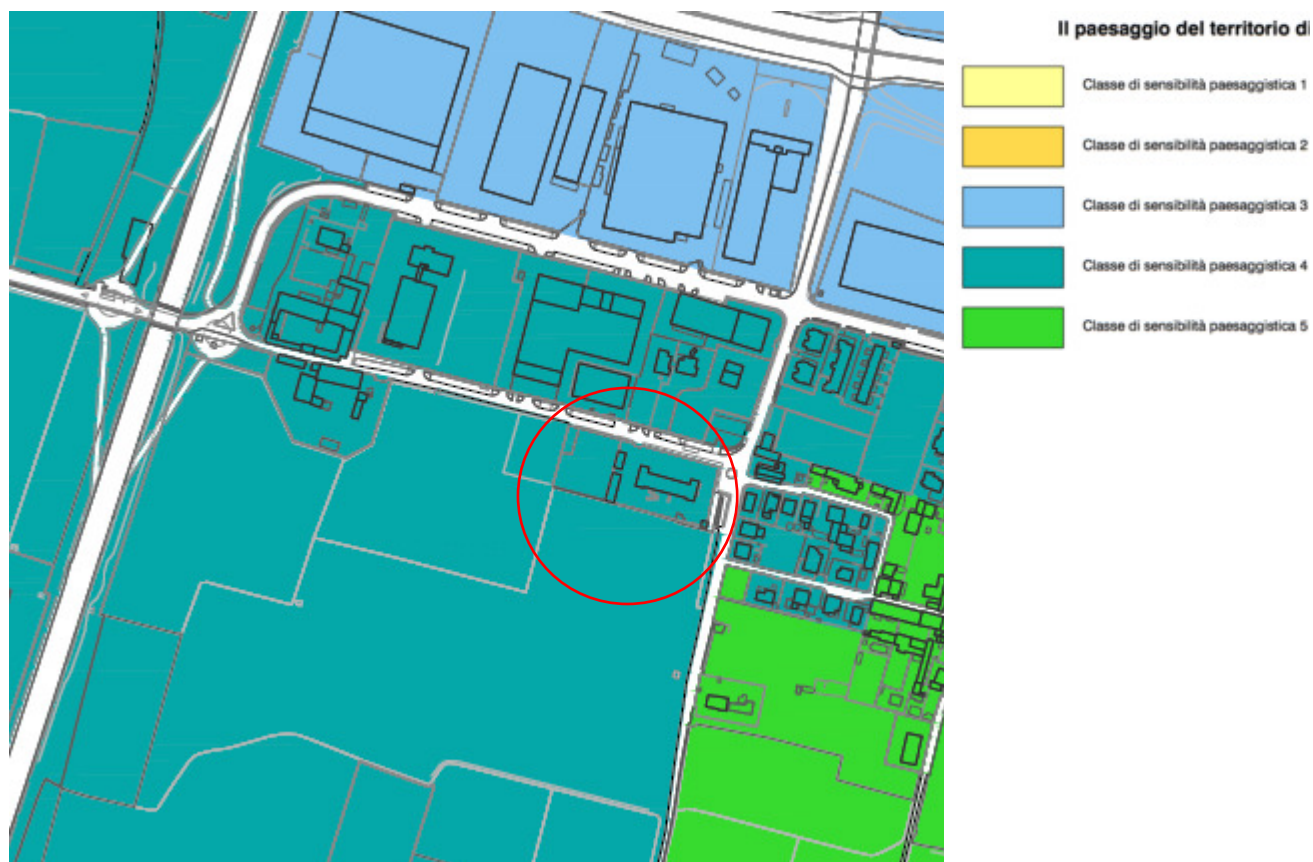 Il paesaggio del territorio di
Classe di sensibilità paesaggistica 1
Classe di sensibilità paesaggistica 2
Classe di sensibilità paesaggistica 3
Classe di sensibilità paesaggistica 4
Classe di sensibilità paesaggistica 5